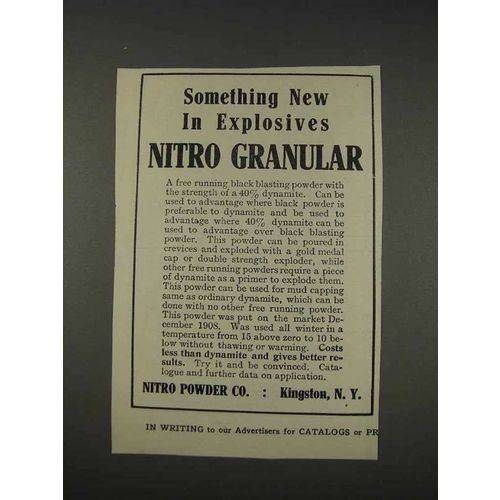 Something New
In Explosives
NITRO GRANULAR
A free running black blasting powder with
the strength of a 40% dynamite. Can be
used to advantage where black powder is
preferable to dynamite and be used to
advantage where 40% dynamite can be
used to advantage over black blasting
powder. This powder can be poured in
crevices and exploded with a gold medal
cap or double strength exploder, while
other free running powders require a piece
of dynamite as a primer to explode them.
This powder can be used for mud capping
same as ordinary dynamite, which can be
done with no other free running powder.
This powder was put on the market De-
cember 1908. Was used all winter in a
temperature from 15 above zero to 10 be-
low without thawing or warming. Costs
less than dynamite and gives better re-
sults. Try it and be convinced. Cata-
logue and further data on application.
NITRO POWDER CO. : Kingston, N. Y.
IN WRITING to our Advertisers for CATALOGS or PR